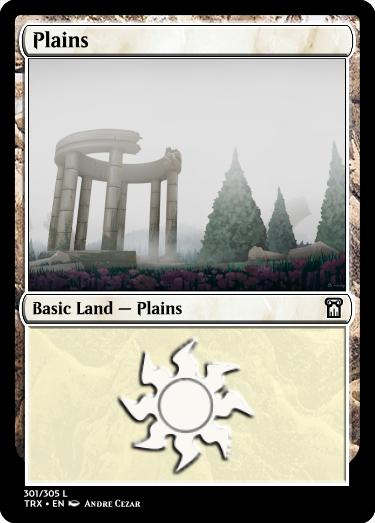 Plains
Basic Land — Plains
301/305 L
TRX • EN Andre Cezar